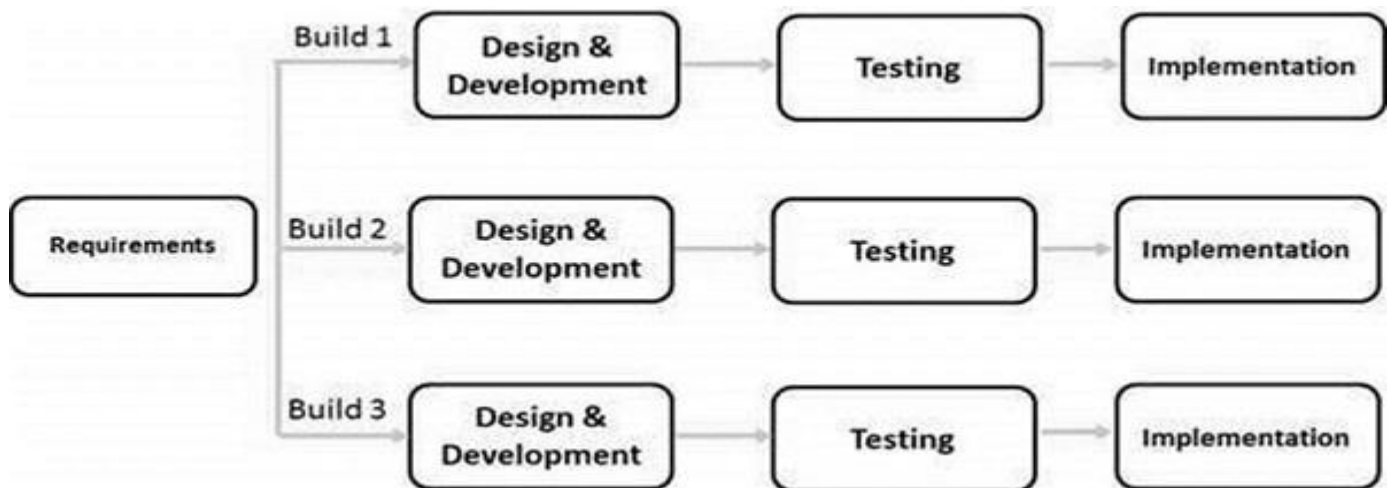 Build 1
Design &
Development
Testing
Implementation
Requirements
Build 2
Design &
Development
Testing
Implementation
Build 3
Design &
Development
Testing
Implementation